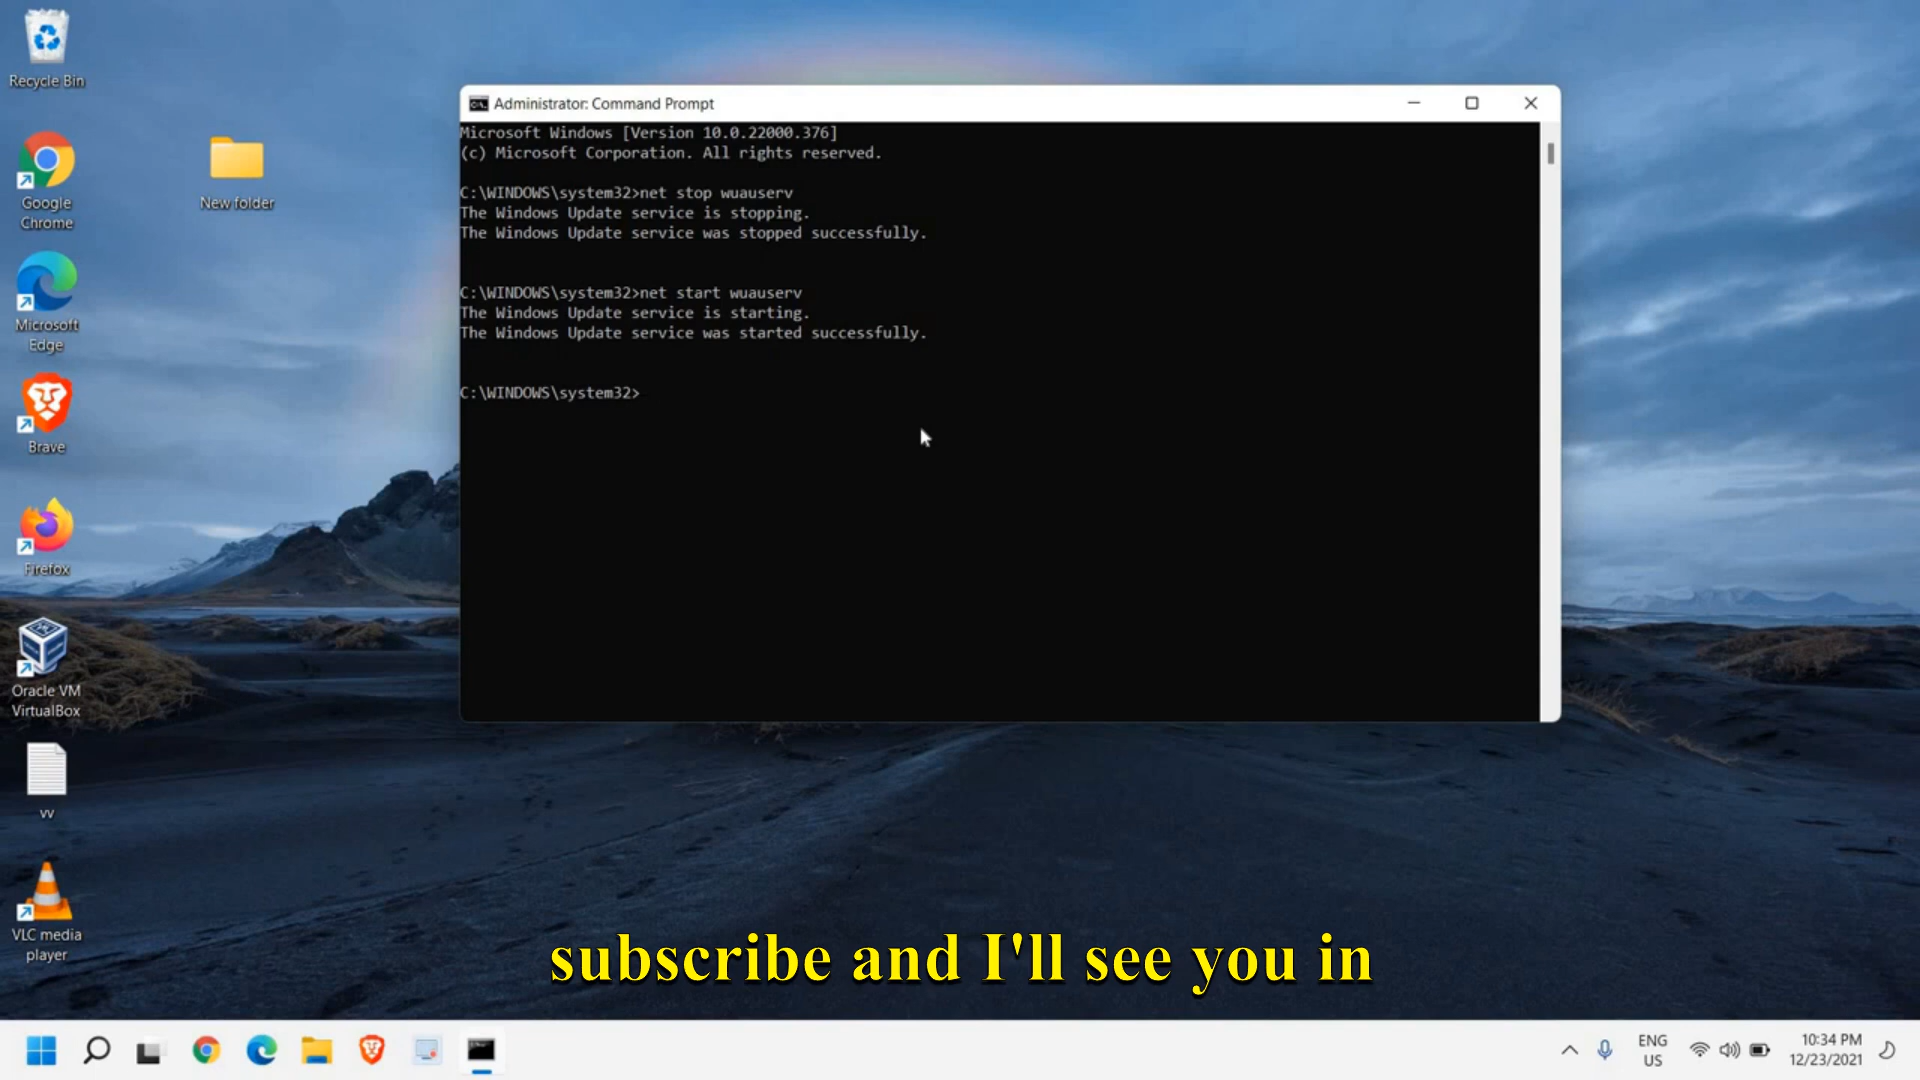 Recycle Bin
Google
Chrome
New folder
Microsoft
Edge
Brave
Firefox
Oracle VM
VirtualBox
vv
VLC media
player
Administrator: Command Prompt
Microsoft Windows [Version 10.0.22000.376]
(c) Microsoft Corporation. All rights reserved.
C:\WINDOWS\system32>net stop wuauserv
The Windows Update service is stopping.
The Windows Update service was stopped successfully.
C:\WINDOWS\system32>net start wuauserv
The Windows Update service is starting.
The Windows Update service was started successfully.
C:\WINDOWS\system32>
subscribe and I'll see you in
ENG
US
10:34 PM
12/23/2021